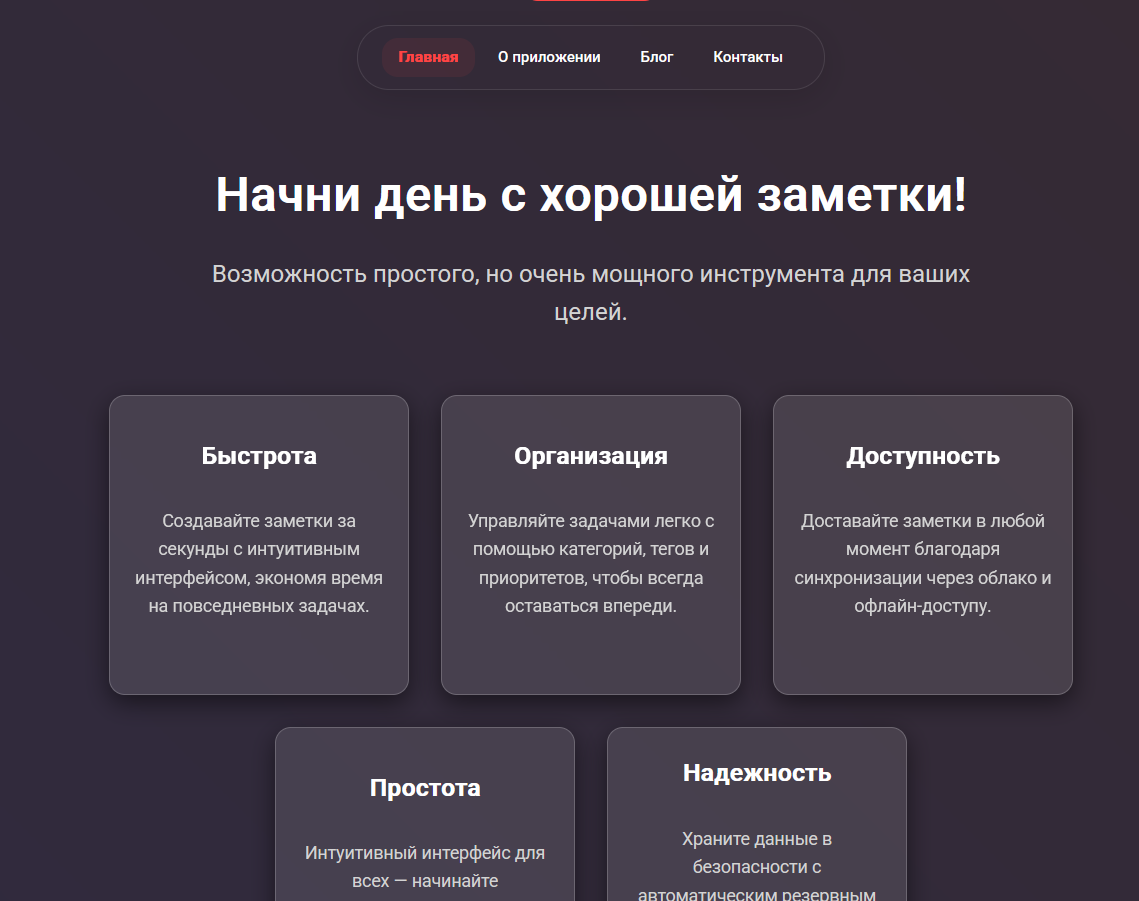 Главная О приложении Блог Контакты
Начни день с хорошей заметки!
Возможность простого, но очень мощного инструмента для ваших
целей.
Быстрота
Создавайте заметки за
секунды с интуитивным
интерфейсом, экономя время
на повседневных задачах.
Организация
Управляйте задачами легко с
помощью категорий, тегов и
приоритетов, чтобы всегда
оставаться впереди.
Доступность
Доставайте заметки в любой
момент благодаря
синхронизации через облако и
офлайн-доступу.
Простота
Интуитивный интерфейс для
всех — начинайте
Надежность
Храните данные в
безопасности с
автоматическим резервным